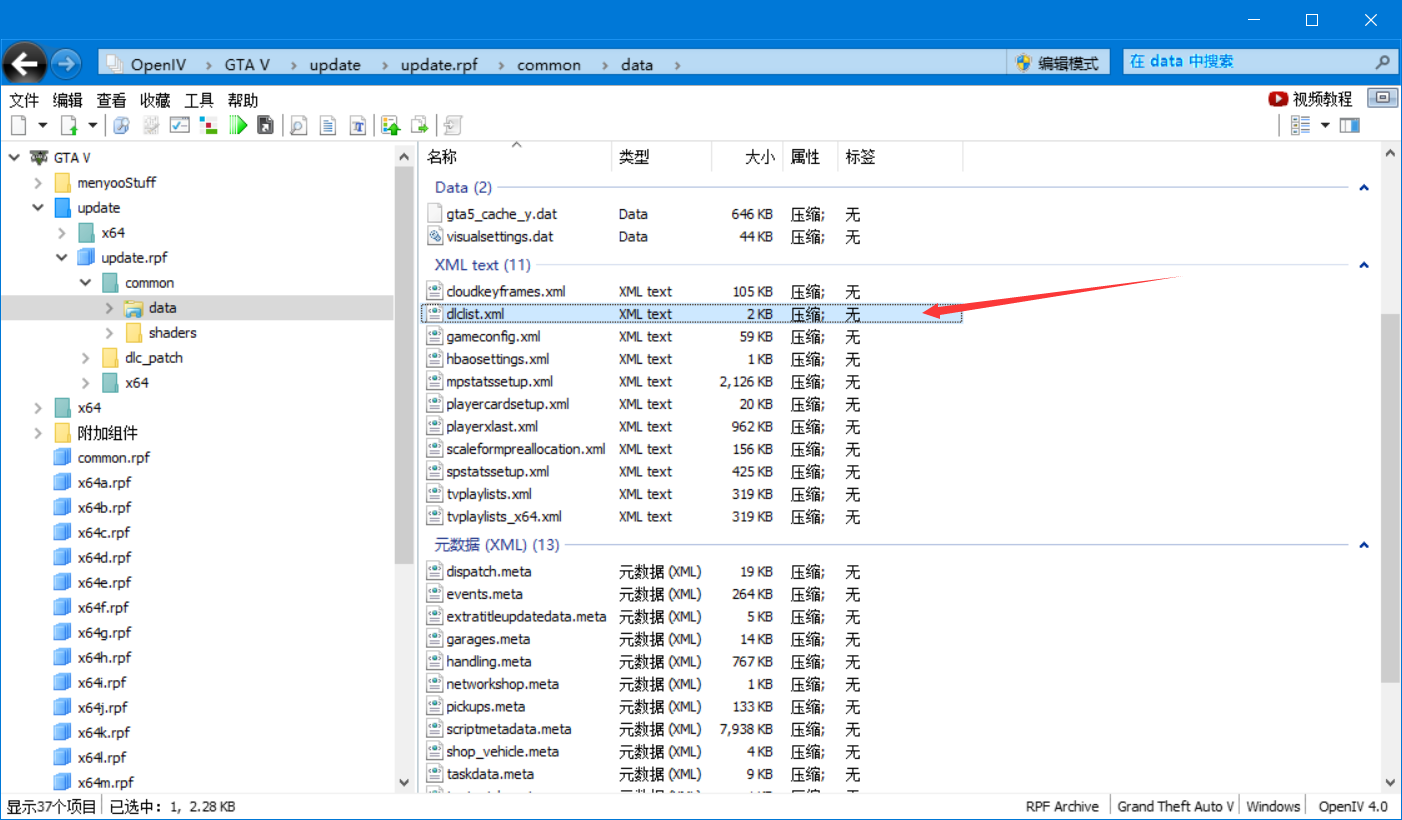 OpenIV › GTA V › update › update.rpf › common › data ›
编辑模式
在 data 中搜索
文件 编辑 查看 收藏 工具 帮助
视频教程
GTA V
menyooStuff
update
x64
update.rpf
common
data
shaders
dlc_patch
x64
x64
附加组件
common.rpf
x64a.rpf
x64b.rpf
x64c.rpf
x64d.rpf
x64e.rpf
x64f.rpf
x64g.rpf
x64h.rpf
x64i.rpf
x64j.rpf
x64k.rpf
x64l.rpf
x64m.rpf
名称 类型 大小 属性 标签
Data (2)
gta5_cache_y.dat Data 646 KB 压缩; 无
visualsettings.dat Data 44 KB 压缩; 无
XML text (11)
cloudkeyframes.xml XML text 105 KB 压缩; 无
dlclist.xml XML text 2 KB 压缩; 无
gameconfig.xml XML text 59 KB 压缩; 无
hbaosettings.xml XML text 1 KB 压缩; 无
mpstatssetup.xml XML text 2,126 KB 压缩; 无
playercardsetup.xml XML text 20 KB 压缩; 无
playerxlast.xml XML text 962 KB 压缩; 无
scaleformpreallocation.xml XML text 156 KB 压缩; 无
spstatssetup.xml XML text 425 KB 压缩; 无
tvplaylists.xml XML text 319 KB 压缩; 无
tvplaylists_x64.xml XML text 319 KB 压缩; 无
元数据 (XML) (13)
dispatch.meta 元数据 (XML) 19 KB 压缩; 无
events.meta 元数据 (XML) 264 KB 压缩; 无
extratitleupdatedata.meta 元数据 (XML) 5 KB 压缩; 无
garages.meta 元数据 (XML) 14 KB 压缩; 无
handling.meta 元数据 (XML) 767 KB 压缩; 无
networkshop.meta 元数据 (XML) 1 KB 压缩; 无
pickups.meta 元数据 (XML) 133 KB 压缩; 无
scriptmetadata.meta 元数据 (XML) 7,938 KB 压缩; 无
shop_vehicle.meta 元数据 (XML) 4 KB 压缩; 无
taskdata.meta 元数据 (XML) 9 KB 压缩; 无
显示37个项目 已选中: 1, 2.28 KB
RPF Archive Grand Theft Auto V Windows OpenIV 4.0